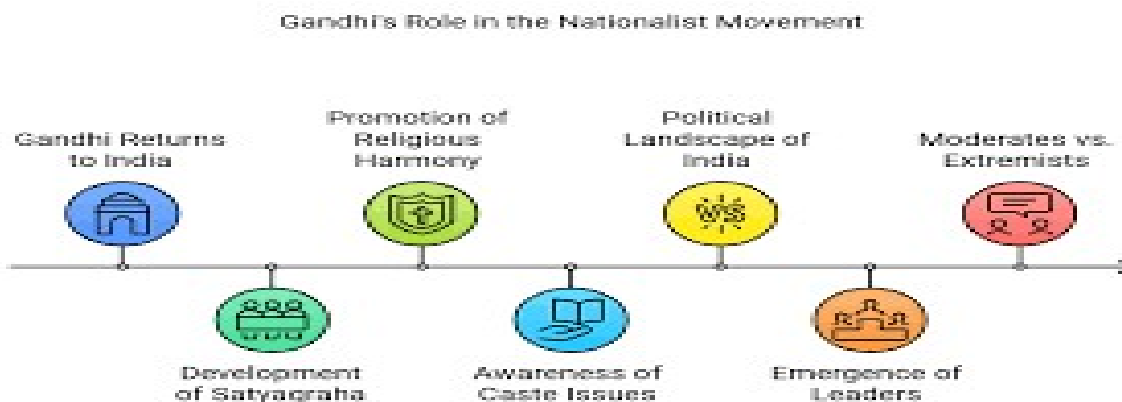 Gandhi's Role in the Nationalist Movement
Gandhi Returns
to India
Development
of Satyagraha
Promotion of
Religious
Harmony
Awareness of
Caste Issues
Political
Landscape of
India
VS
Emergence of
Leaders
Moderates vs.
Extremists